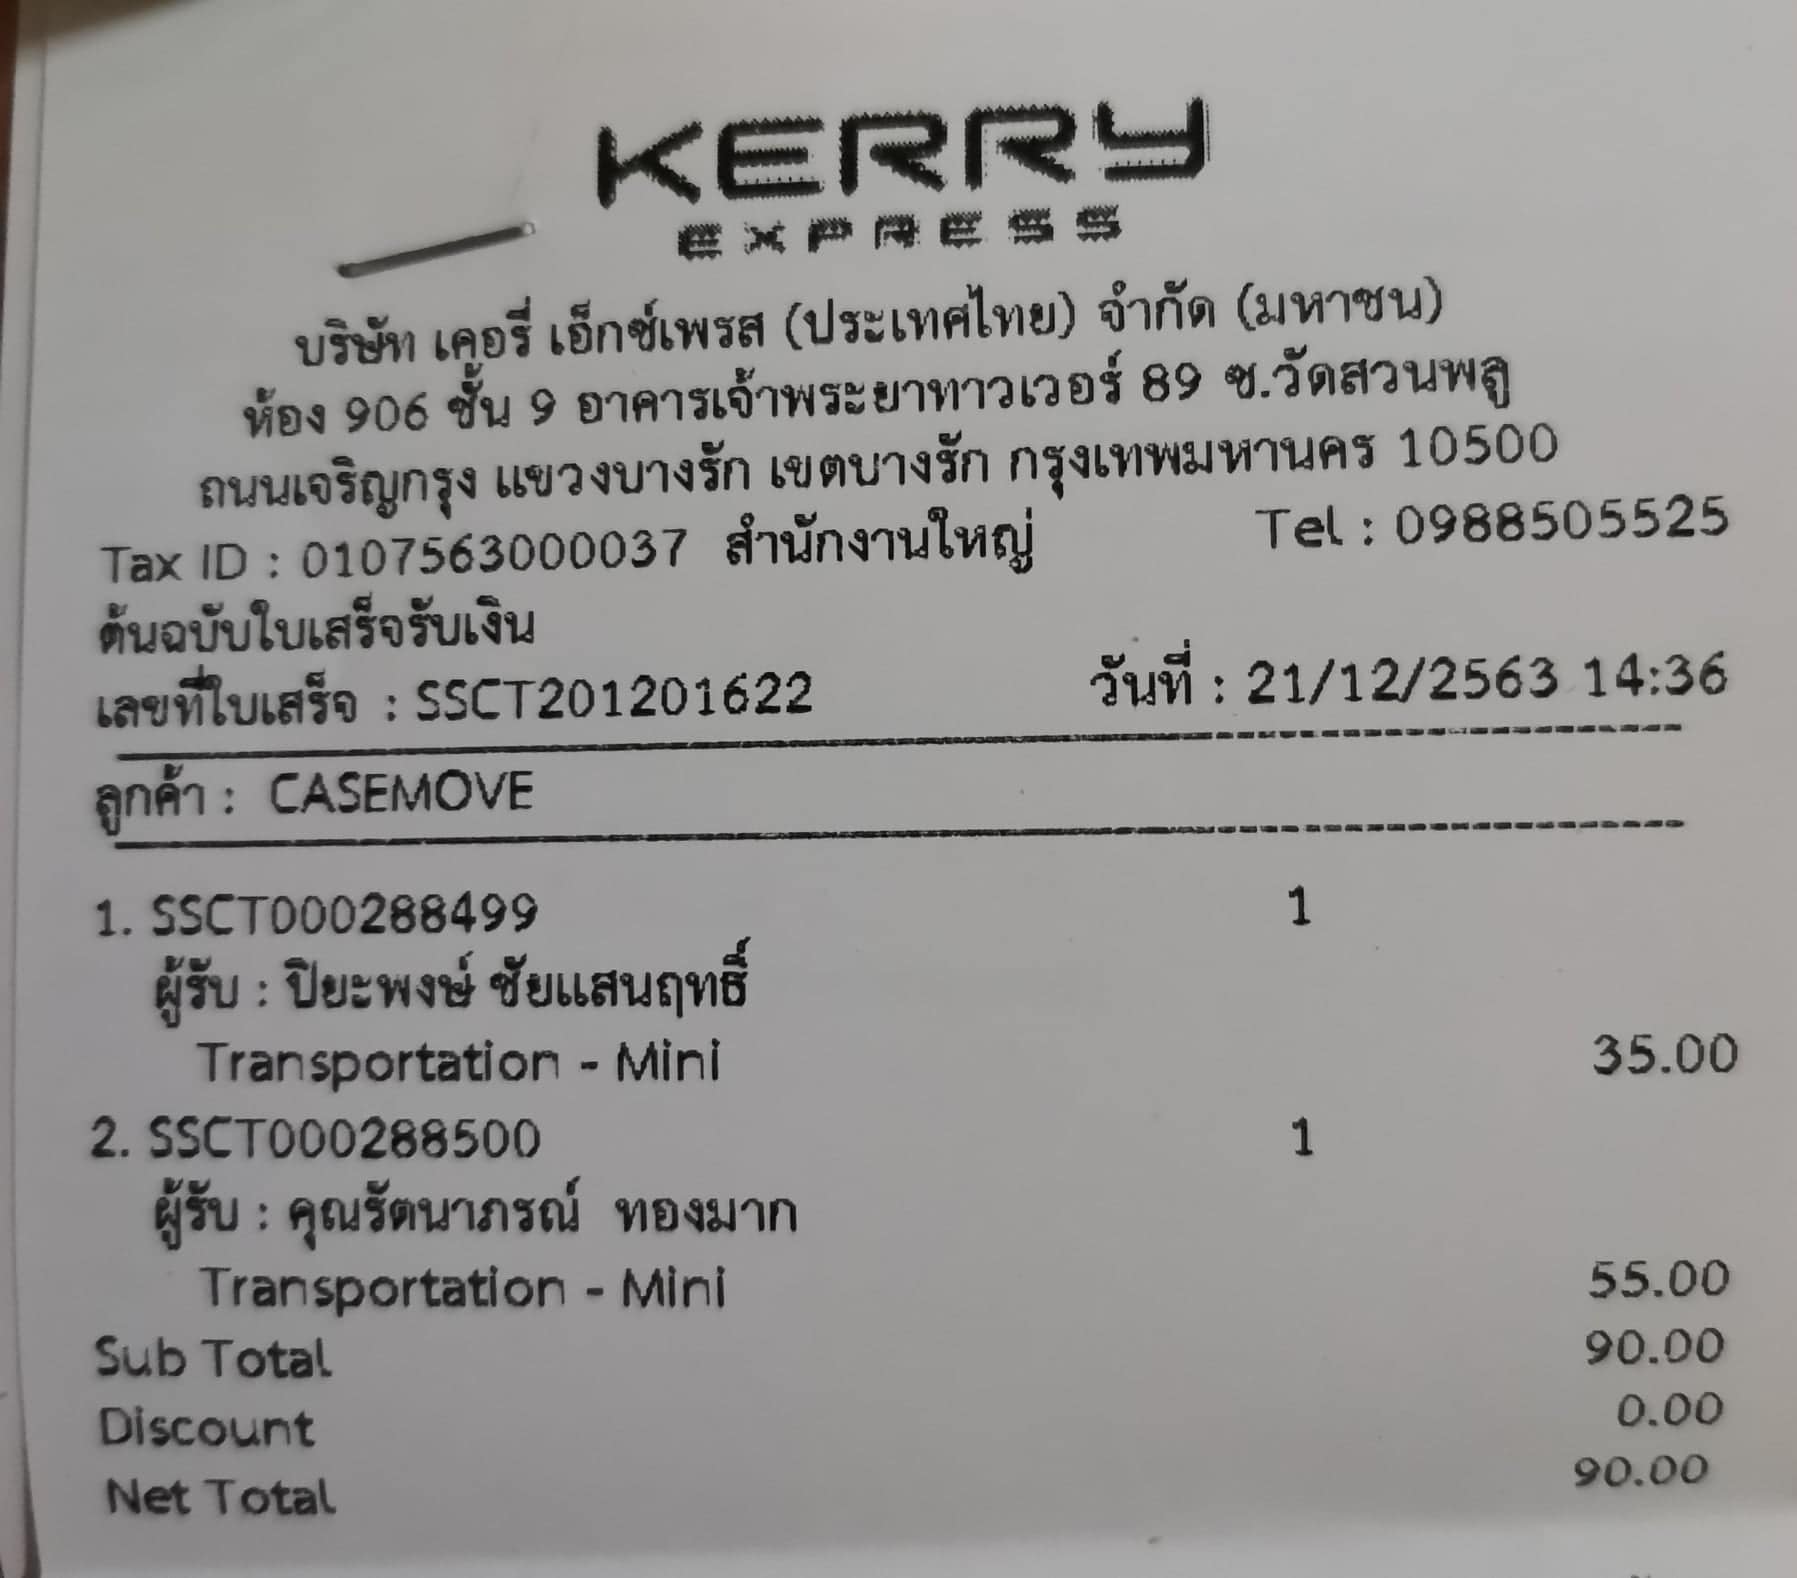 KERRY
EXPRESS
บริษัท เคอรี่ เอ็กซ์เพรส (ประเทศไทย) จำกัด (มหาชน)
ห้อง 906 ชั้น 9 อาคารเจ้าพระยาทาวเวอร์ 89 ซ.วัดสวนพลู
ถนนเจริญกรุง แขวงบางรัก เขตบางรัก กรุงเทพมหานคร 10500
Tax ID : 0107563000037 สำนักงานใหญ่ Tel : 0988505525
ต้นฉบับใบเสร็จรับเงิน
เลขที่ใบเสร็จ : SSCT201201622 วันที่ : 21/12/2563 14:36
ลูกค้า : CASEMOVE
1. SSCT000288499 1
ผู้รับ : ปิยะพงษ์ ชัยแสนฤทธิ์
Transportation - Mini 35.00
2. SSCT000288500 1
ผู้รับ : คุณรัตนาภรณ์ ทองมาก
Transportation - Mini 55.00
Sub Total 90.00
Discount 0.00
Net Total 90.00